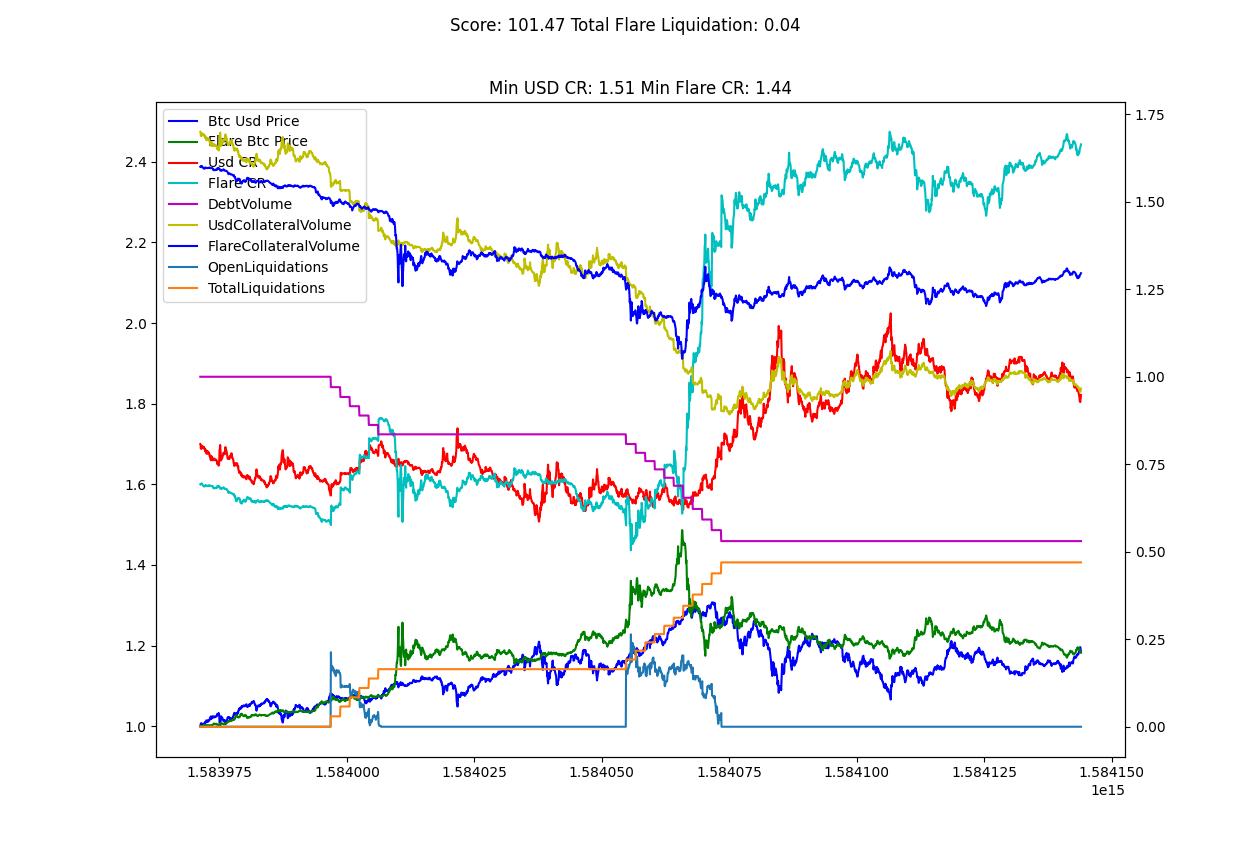 Score: 101.47 Total Flare Liquidation: 0.04
Min USD CR: 1.51 Min Flare CR: 1.44
Btc Usd Price
Flare Btc Price
Usd CR
Flare CR
DebtVolume
UsdCollateralVolume
FlareCollateralVolume
OpenLiquidations
TotalLiquidations
2.4
2.2
2.0
1.8
1.6
1.4
1.2
1.0
1.75
1.50
1.25
1.00
0.75
0.50
0.25
0.00
1.583975 1.584000 1.584025 1.584050 1.584075 1.584100 1.584125 1.584150
1e15